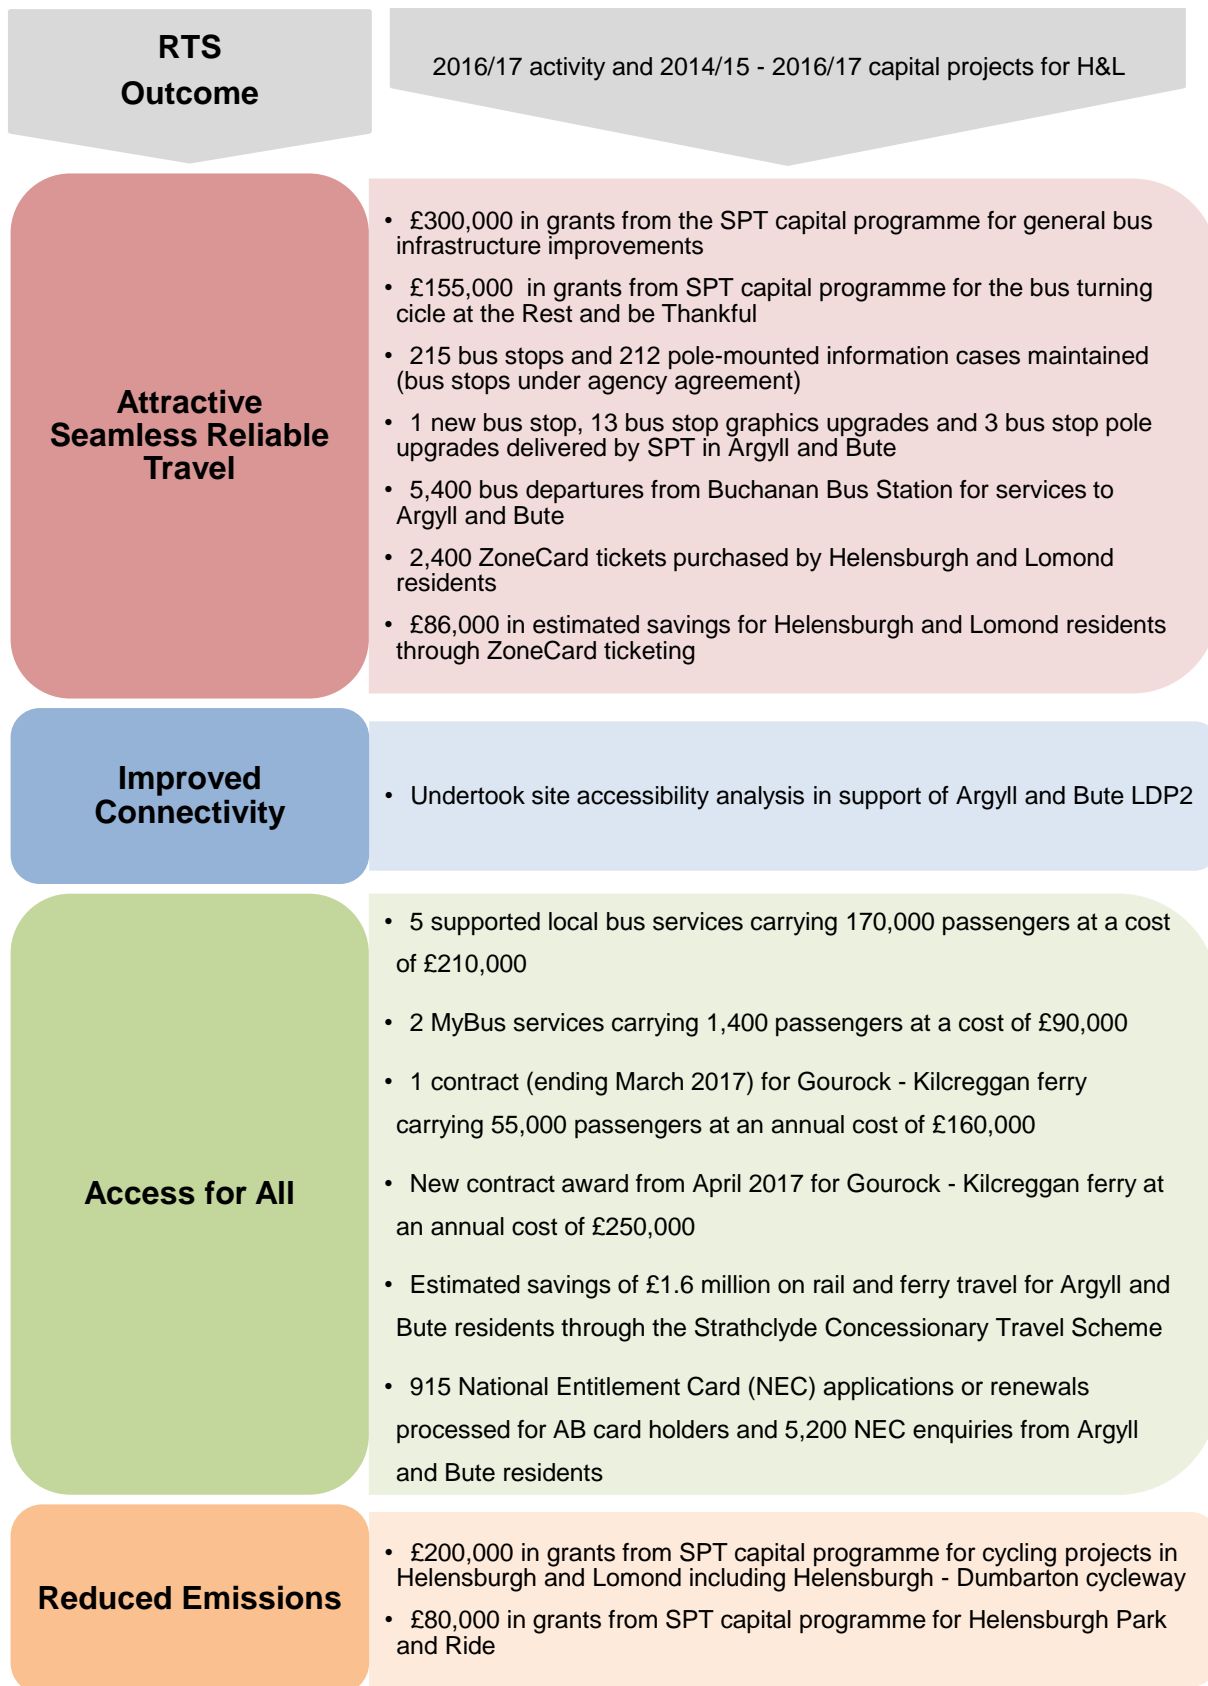 RTS
Outcome
2016/17 activity and 2014/15 - 2016/17 capital projects for H&L
Attractive
Seamless Reliable
Travel
• £300,000 in grants from the SPT capital programme for general bus
infrastructure improvements
• £155,000 in grants from SPT capital programme for the bus turning
cicle at the Rest and be Thankful
• 215 bus stops and 212 pole-mounted information cases maintained
(bus stops under agency agreement)
• 1 new bus stop, 13 bus stop graphics upgrades and 3 bus stop pole
upgrades delivered by SPT in Argyll and Bute
• 5,400 bus departures from Buchanan Bus Station for services to
Argyll and Bute
• 2,400 ZoneCard tickets purchased by Helensburgh and Lomond
residents
• £86,000 in estimated savings for Helensburgh and Lomond residents
through ZoneCard ticketing
Improved
Connectivity
• Undertook site accessibility analysis in support of Argyll and Bute LDP2
Access for All
• 5 supported local bus services carrying 170,000 passengers at a cost
of £210,000
• 2 MyBus services carrying 1,400 passengers at a cost of £90,000
• 1 contract (ending March 2017) for Gourock - Kilcreggan ferry
carrying 55,000 passengers at an annual cost of £160,000
• New contract award from April 2017 for Gourock - Kilcreggan ferry at
an annual cost of £250,000
• Estimated savings of £1.6 million on rail and ferry travel for Argyll and
Bute residents through the Strathclyde Concessionary Travel Scheme
• 915 National Entitlement Card (NEC) applications or renewals
processed for AB card holders and 5,200 NEC enquiries from Argyll
and Bute residents
Reduced Emissions
• £200,000 in grants from SPT capital programme for cycling projects in
Helensburgh and Lomond including Helensburgh - Dumbarton cycleway
• £80,000 in grants from SPT capital programme for Helensburgh Park
and Ride